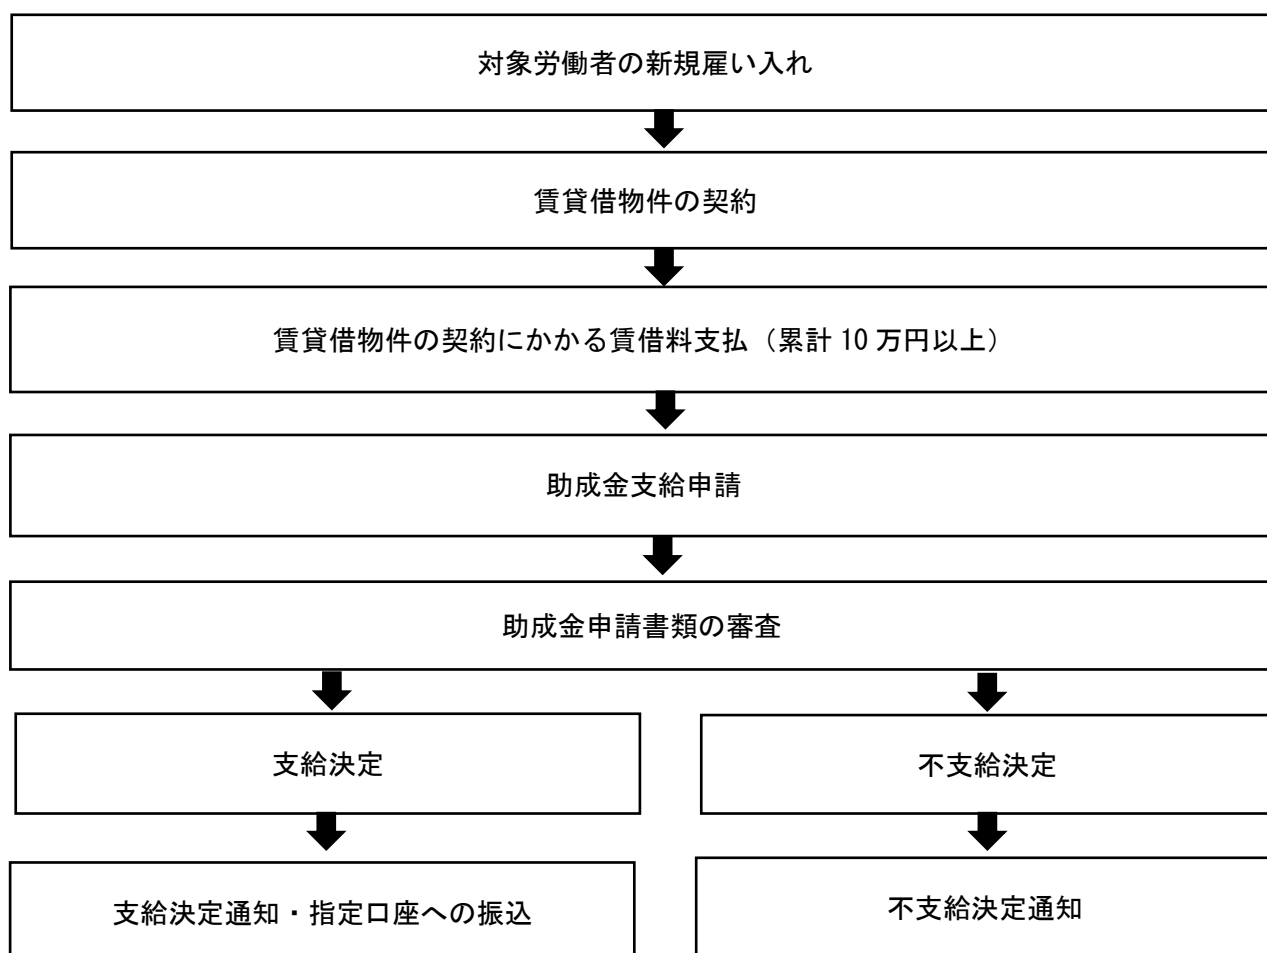 対象労働者の新規雇い入れ
賃貸借物件の契約
賃貸借物件の契約にかかる賃借料支払（累計 10 万円以上）
助成金支給申請
助成金申請書類の審査
支給決定
不支給決定
支給決定通知・指定口座への振込
不支給決定通知